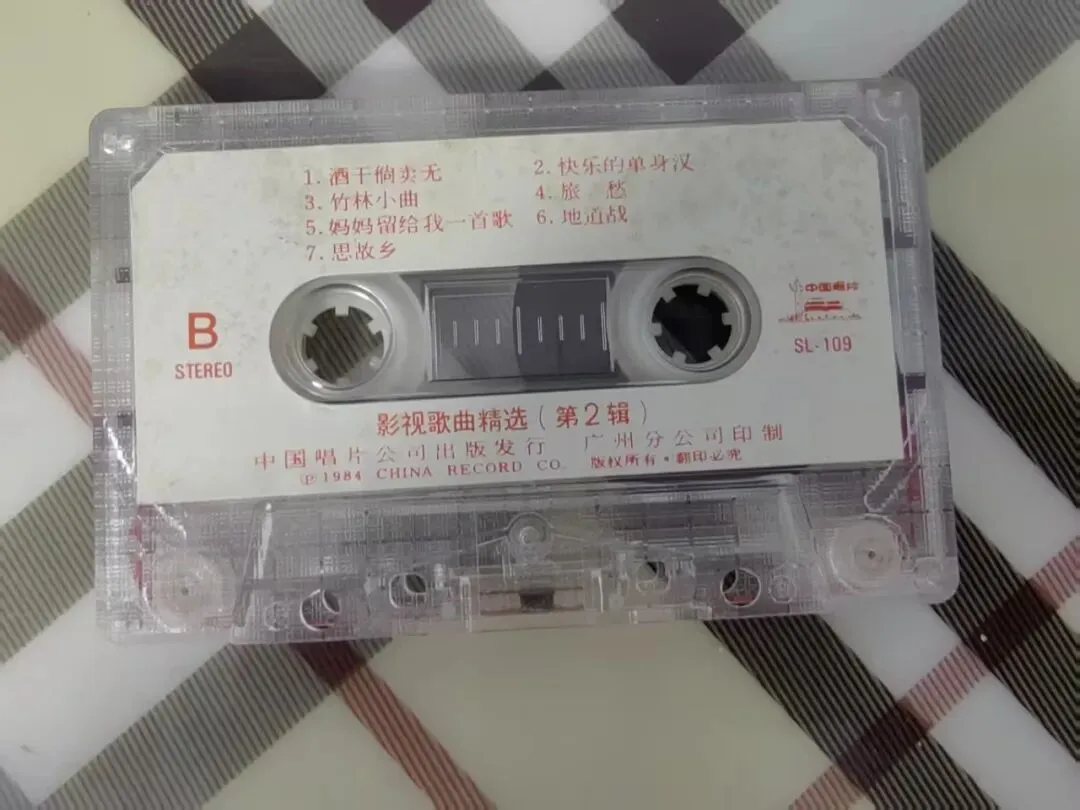 1. 酒干倘卖无 2. 快乐的单身汉
3. 竹林小曲 4. 旅 愁
5. 妈妈留给我一首歌 6. 地道战
7. 思故乡
B
STEREO
中国唱片
SL-109
影视歌曲精选(第2辑)
中国唱片公司出版发行 广州分公司印制
℗1984 CHINA RECORD CO. 版权所有·翻印必究